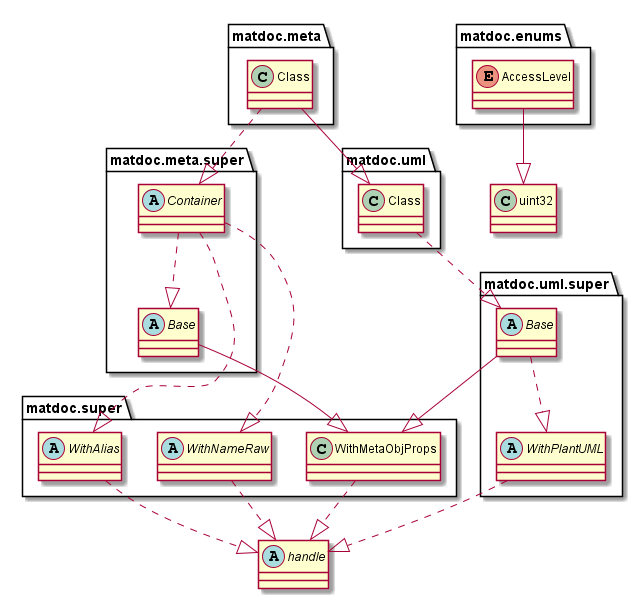 matdoc.meta
matdoc.enums
C Class
E AccessLevel
matdoc.meta.super
matdoc.uml
A Container
C Class
C uint32
matdoc.uml.super
A Base
A Base
matdoc.super
A WithAlias
A WithNameRaw
C WithMetaObjProps
A WithPlantUML
A handle